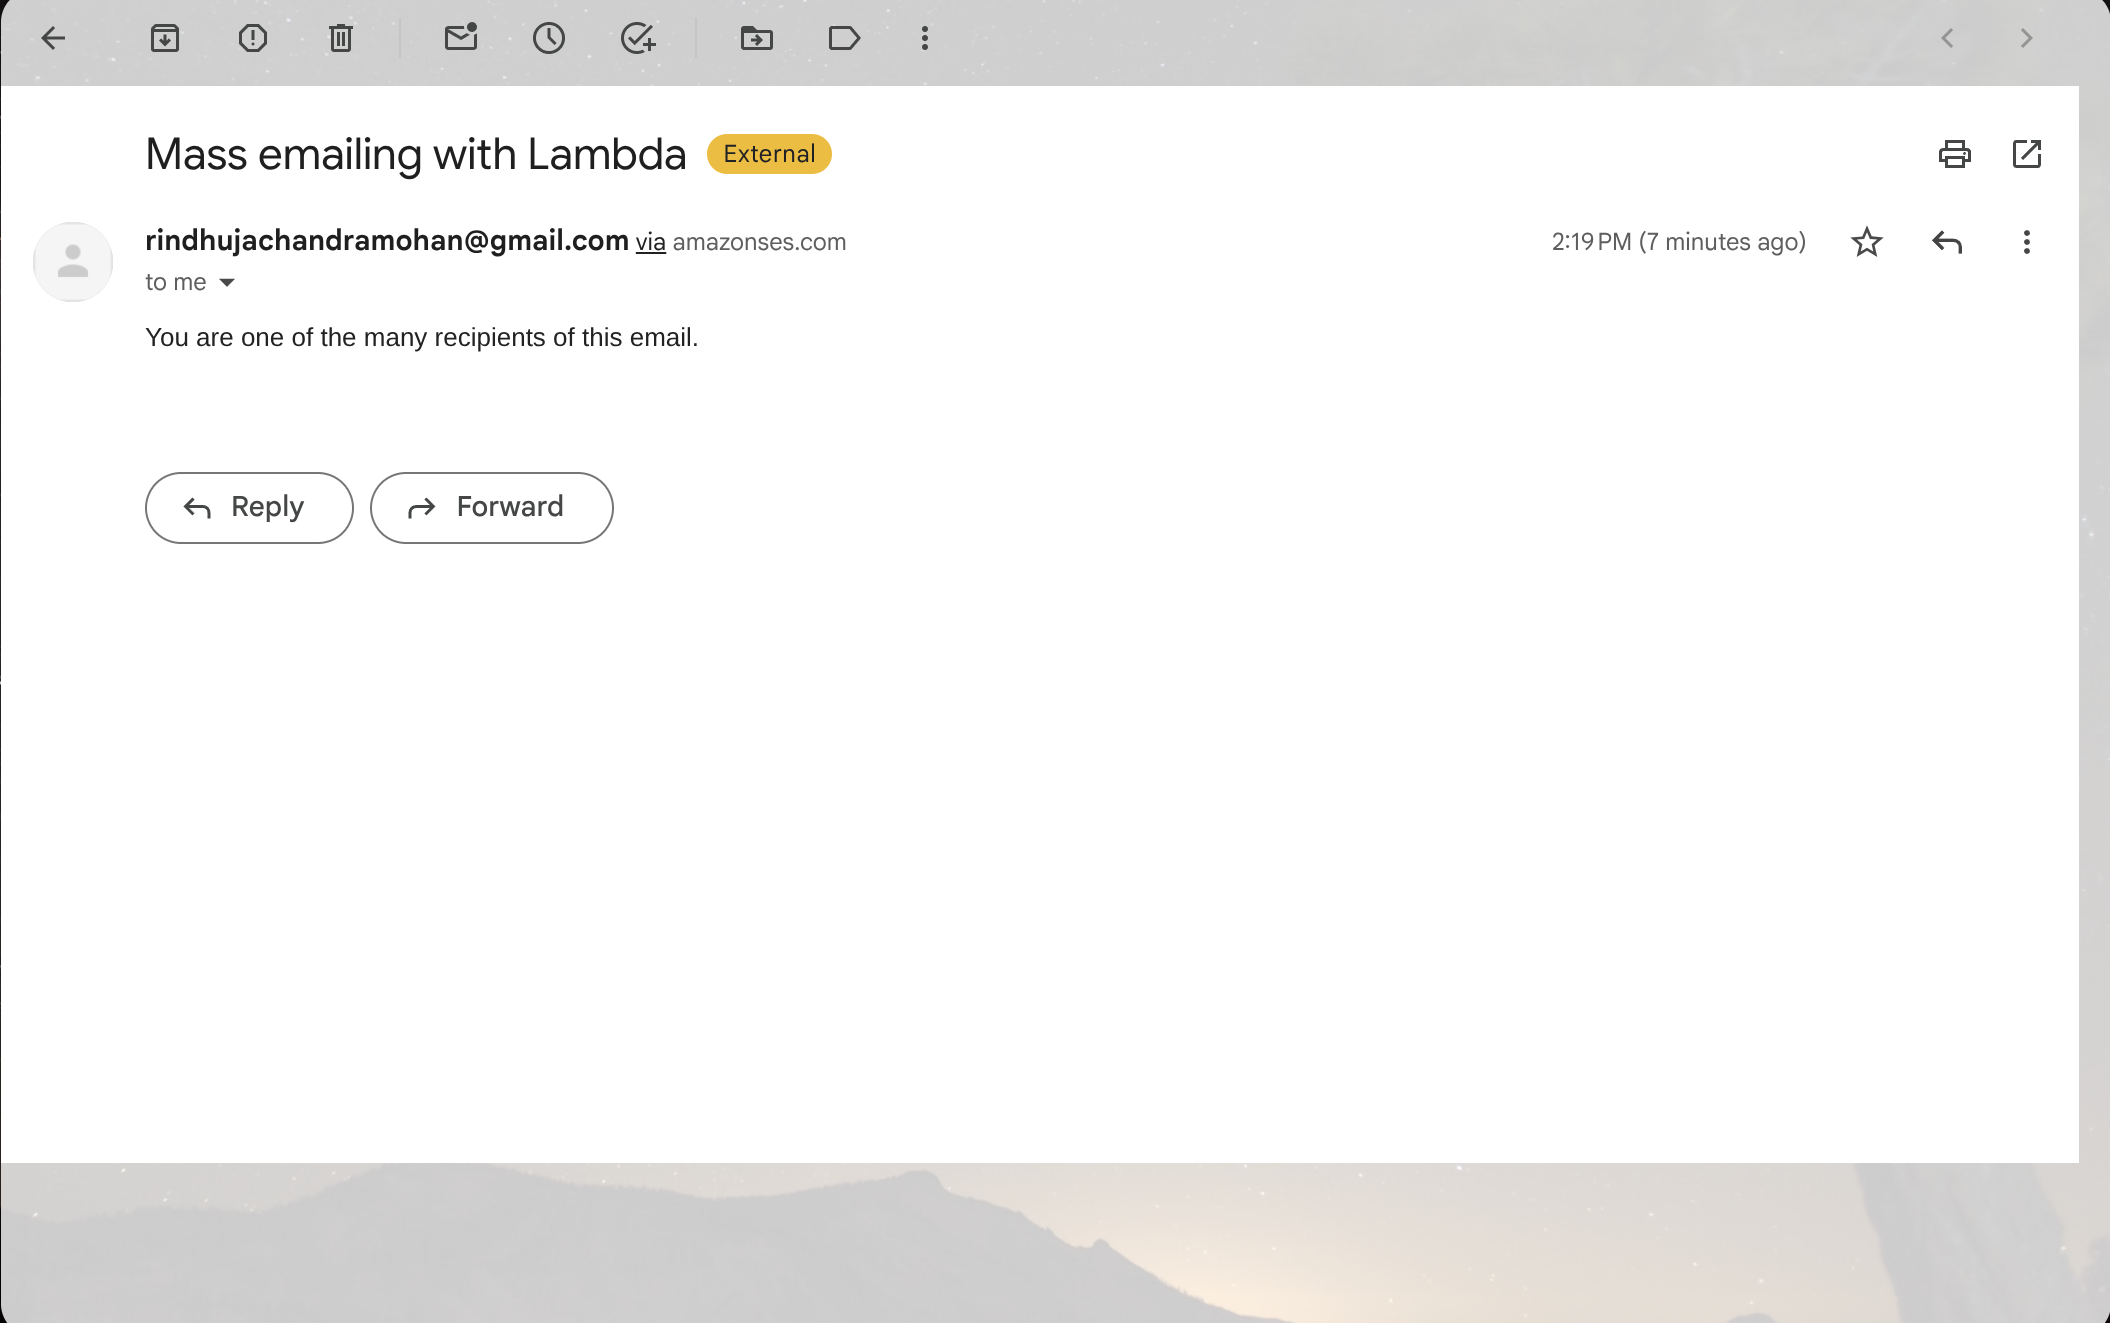 Mass emailing with Lambda External
rindhujachandramohan@gmail.com via amazonses.com 2:19 PM (7 minutes ago)
to me
You are one of the many recipients of this email.
Reply Forward